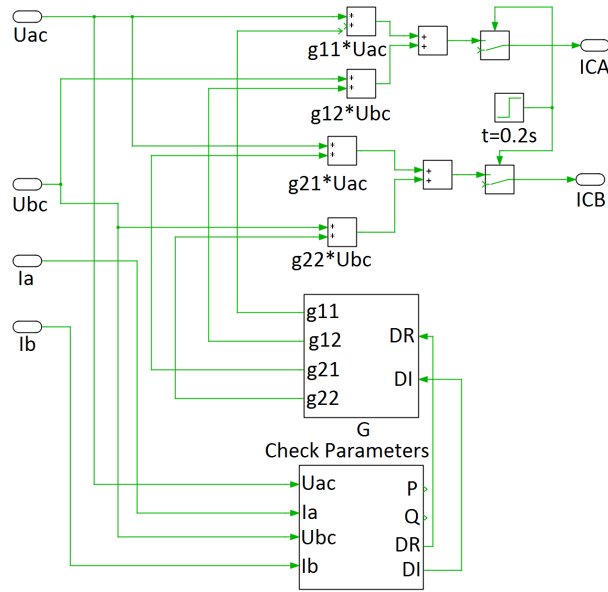 Uac
g11*Uac
ICA
g12*Ubc
t=0.2s
g21*Uac
Ubc
ICB
g22*Ubc
Ia
g11
Ib
g12
DR
g21
DI
g22
G
Check Parameters
Uac
P
Ia
Q
Ubc
DR
Ib
DI